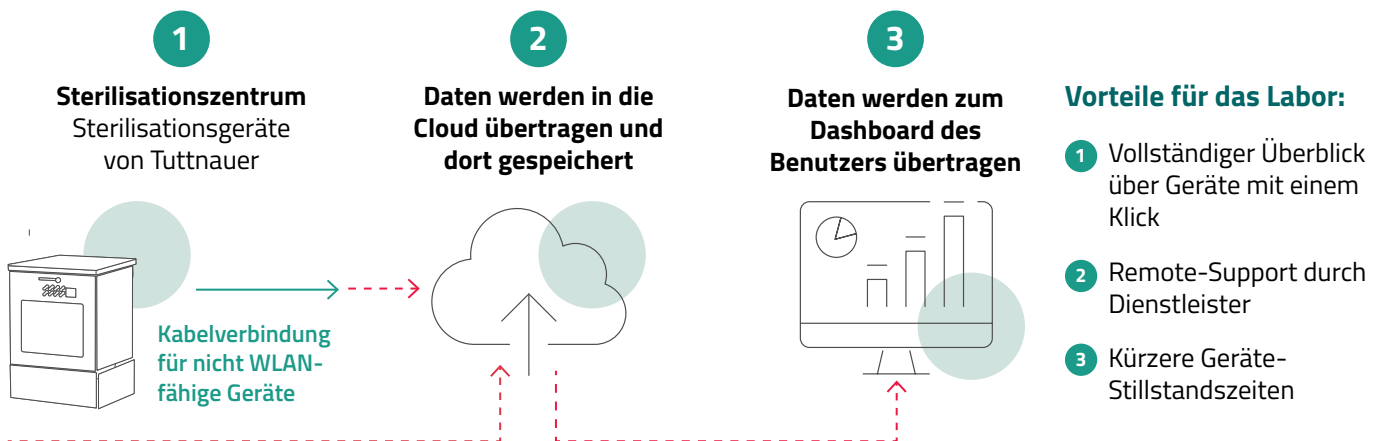 1
Sterilisationszentrum
Sterilisationsgeräte
von Tuttnauer
Kabelverbindung
für nicht WLAN-
fähige Geräte
2
Daten werden in die
Cloud übertragen und
dort gespeichert
3
Daten werden zum
Dashboard des
Benutzers übertragen
Vorteile für das Labor:
1 Vollständiger Überblick
über Geräte mit einem
Klick
2 Remote-Support durch
Dienstleister
3 Kürzere Geräte-
Stillstandszeiten